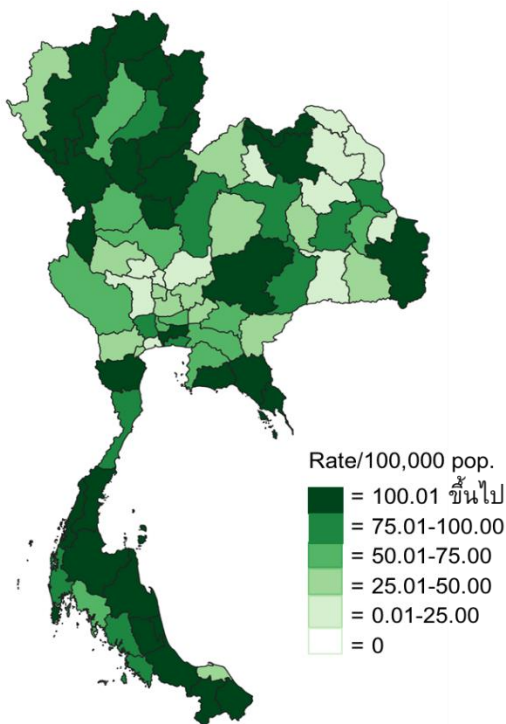 Rate/100,000 pop.
= 100.01 ขึ้นไป
= 75.01-100.00
= 50.01-75.00
= 25.01-50.00
= 0.01-25.00
= 0